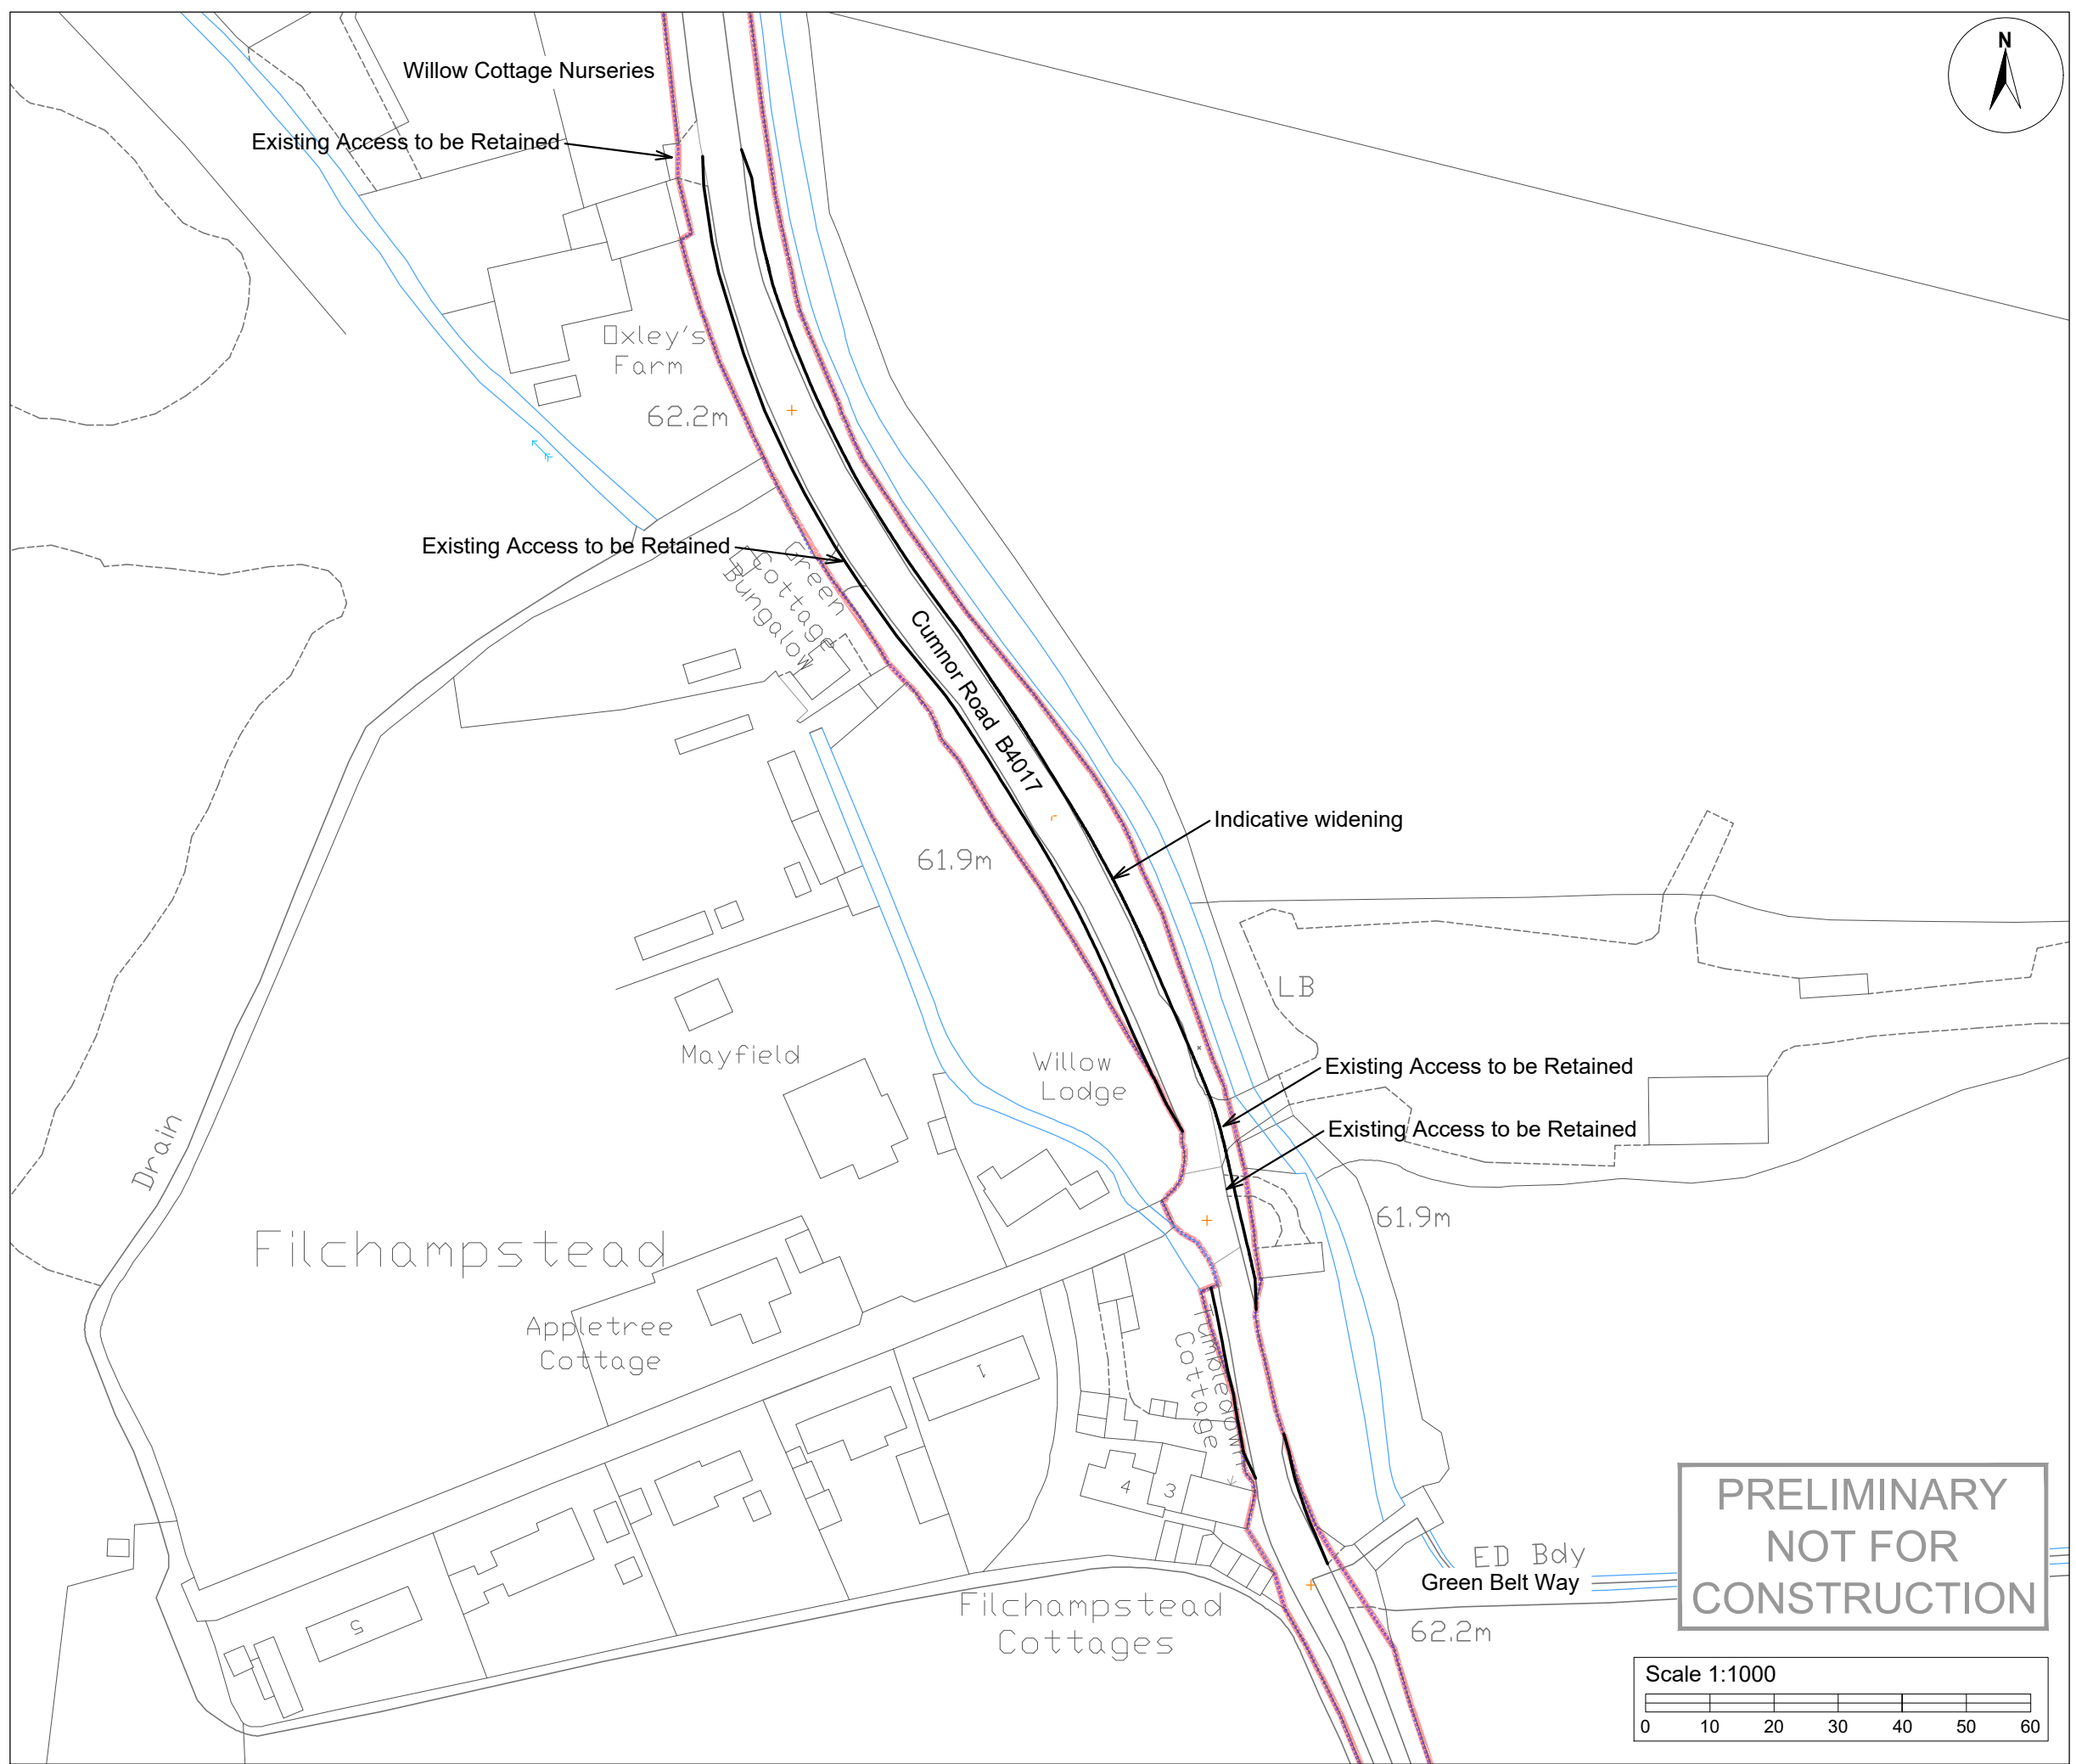 N
Willow Cottage Nurseries
Existing Access to be Retained
Oxley's
Farm
62.2m
Existing Access to be Retained
Green
Cottage
Bungalow
Cumnor Road B4017
Indicative widening
61.9m
LB
Mayfield
Willow
Lodge
Existing Access to be Retained
Existing Access to be Retained
Drain
61.9m
Filchampstead
Appletree
Cottage
Tumbledown
Cottage
1
4
3
5
ED Bdy
Green Belt Way
Filchampstead
Cottages
62.2m
PRELIMINARY
NOT FOR
CONSTRUCTION
Scale 1:1000
0 10 20 30 40 50 60